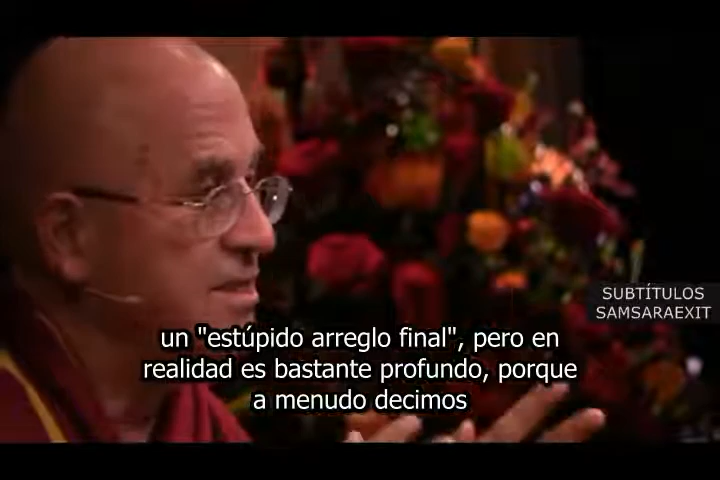 SUBTÍTULOS
SAMSARAEXIT
un "estúpido arreglo final", pero en
realidad es bastante profundo, porque
a menudo decimos